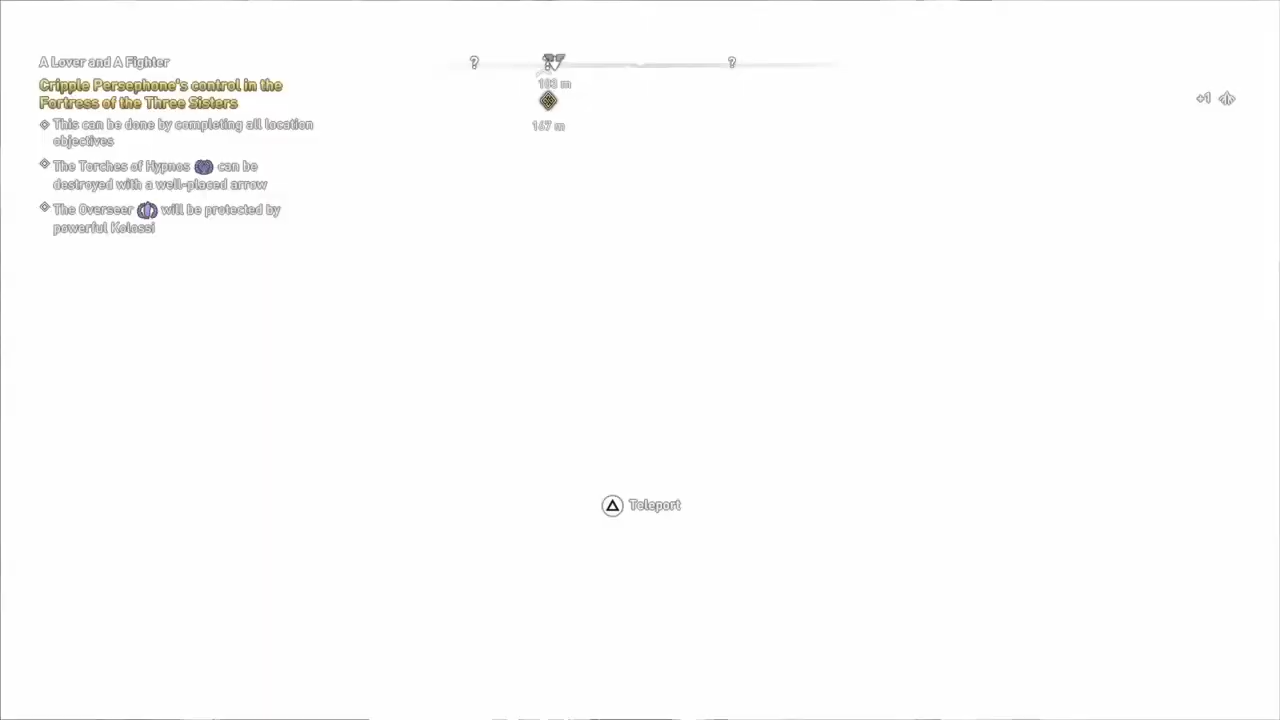 A Lover and A Fighter
Cripple Persephone's control in the
Fortress of the Three Sisters
This can be done by completing all location
objectives
The Torches of Hypnos can be
destroyed with a well-placed arrow
The Overseer will be protected by
powerful Kolossi
?
?
183 m
167 m
+1
Teleport